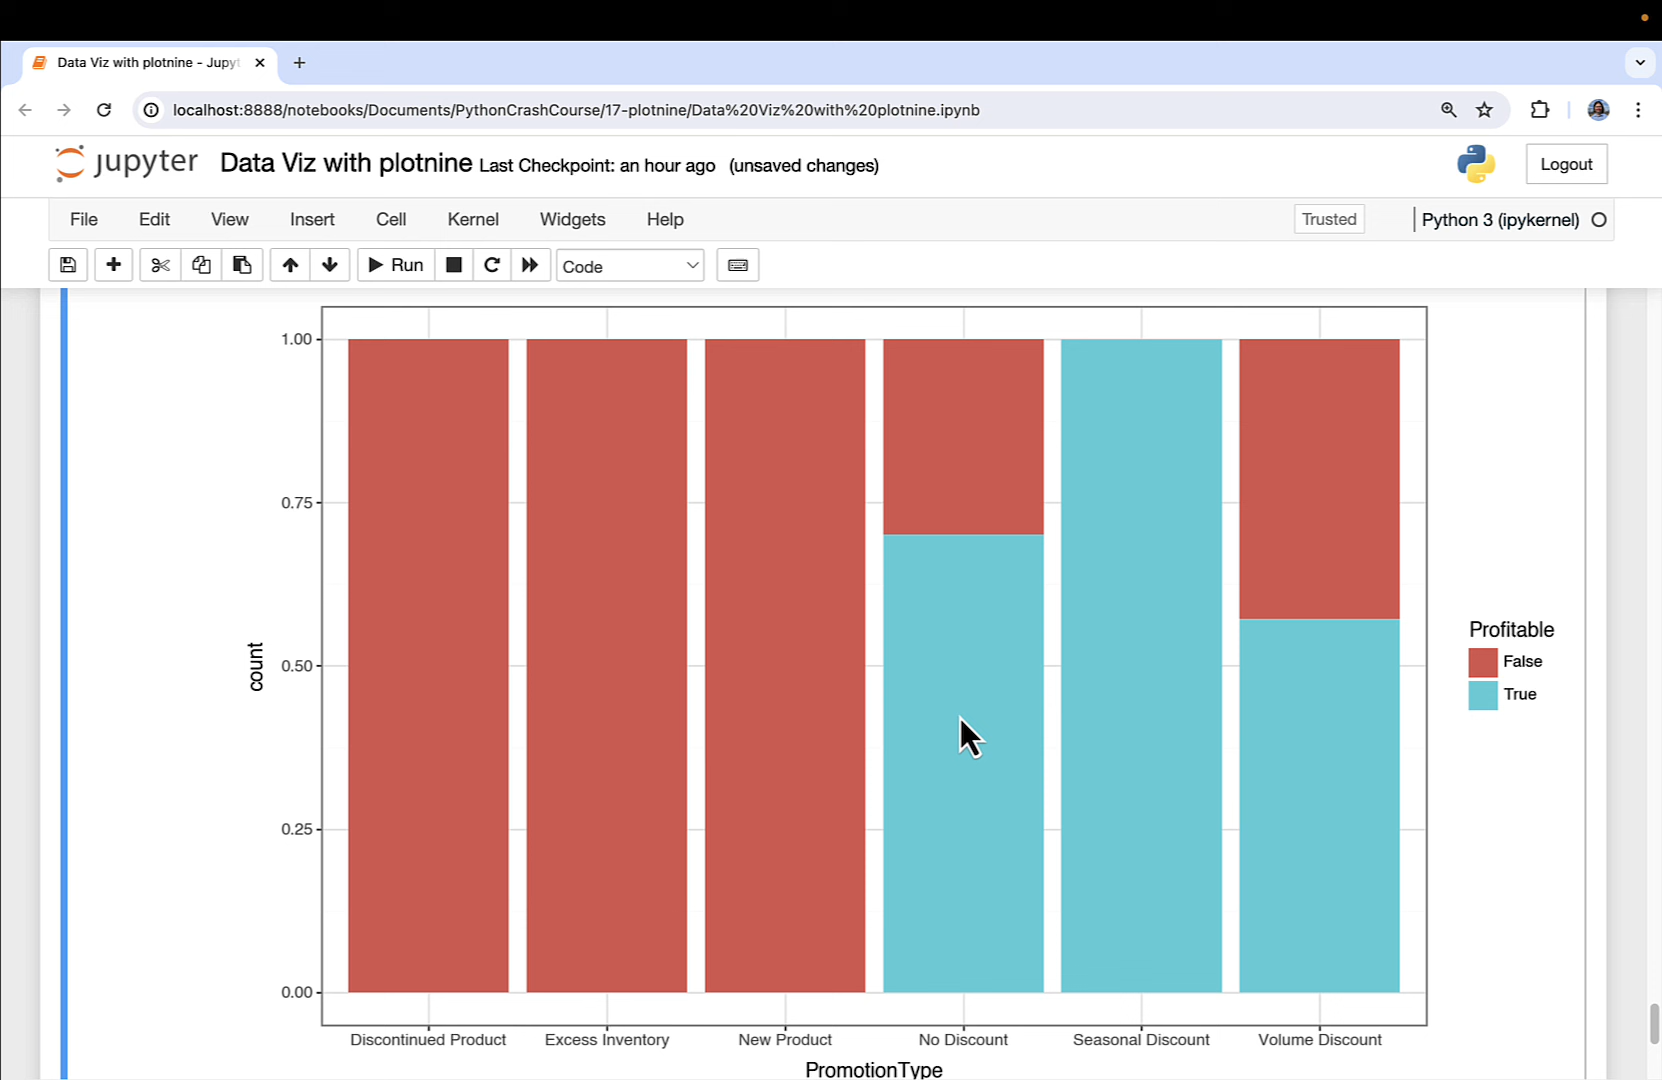 Data Viz with plotnine - Jupyt
localhost:8888/notebooks/Documents/PythonCrashCourse/17-plotnine/Data%20Viz%20with%20plotnine.ipynb
jupyter Data Viz with plotnine Last Checkpoint: an hour ago (unsaved changes) Logout
File Edit View Insert Cell Kernel Widgets Help Trusted Python 3 (ipykernel)
Run Code
1.00
0.75
0.50
0.25
0.00
count
Profitable
False
True
Discontinued Product Excess Inventory New Product No Discount Seasonal Discount Volume Discount
PromotionType